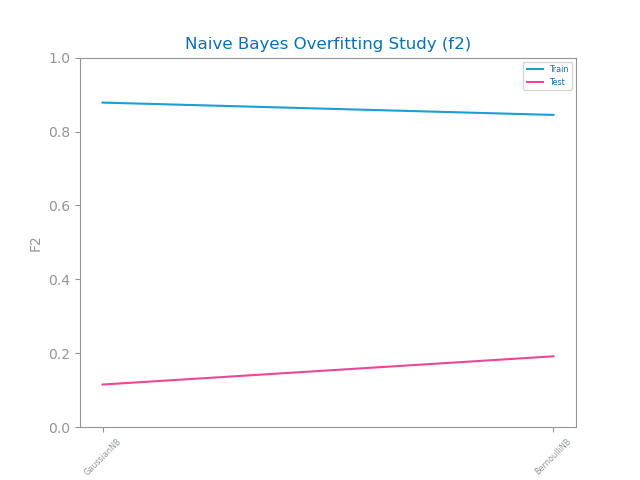 Naive Bayes Overfitting Study (f2)
1.0
Train
Test
0.8
0.6
F2
0.4
0.2
0.0
GaussianNB
BernoulliNB